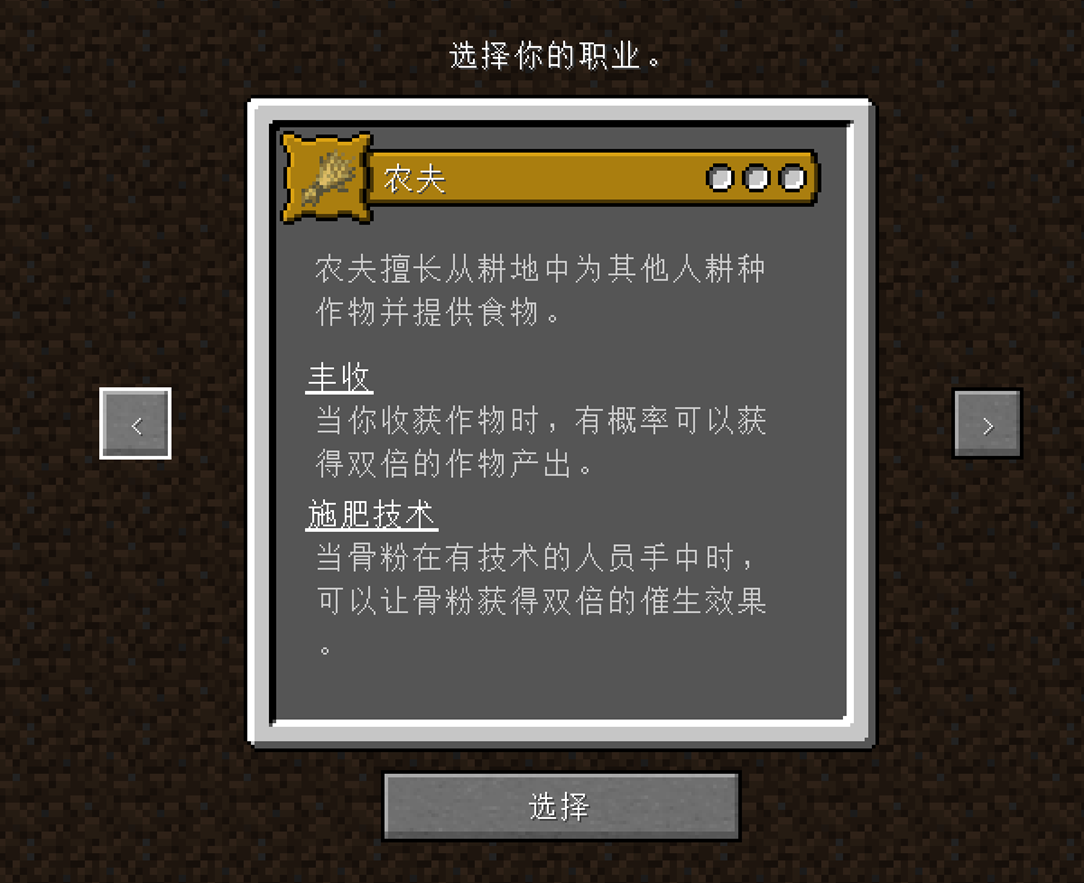 选择你的职业。
农夫
农夫擅长从耕地中为其他人耕种
作物并提供食物。
丰收
当你收获作物时，有概率可以获
得双倍的作物产出。
施肥技术
当骨粉在有技术的人员手中时，
可以让骨粉获得双倍的催生效果
。
<
>
选择